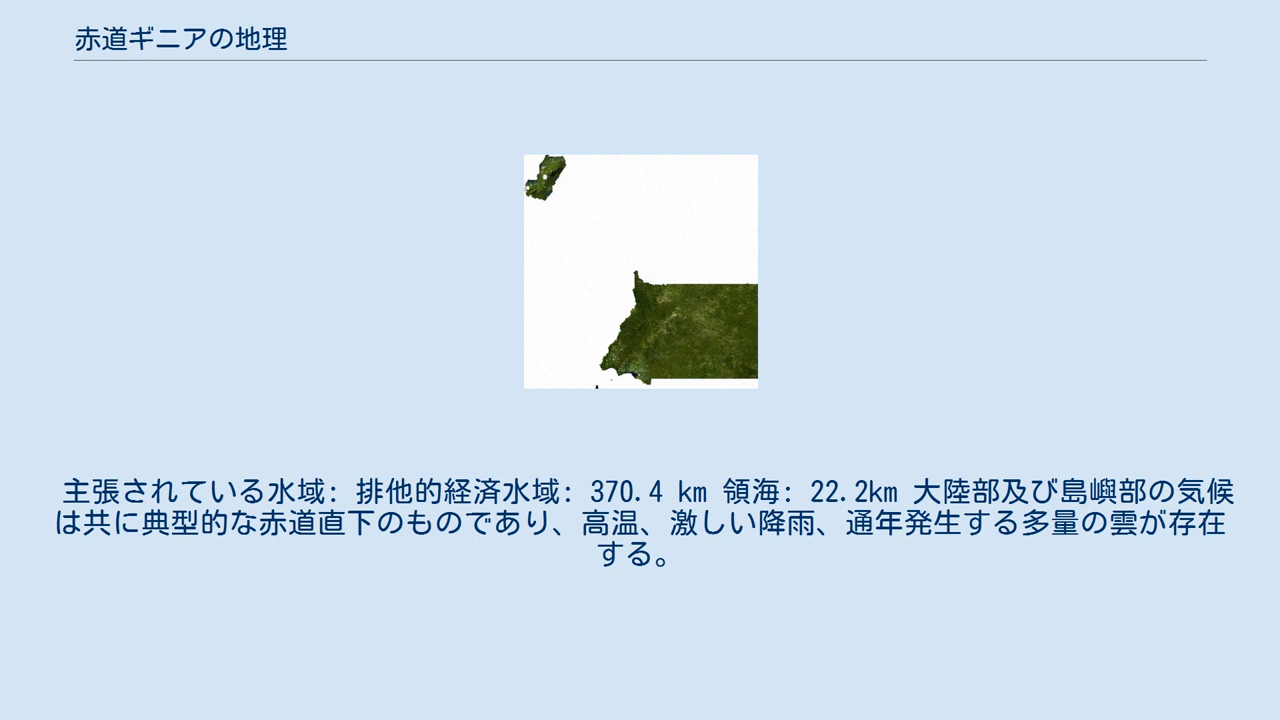 赤道ギニアの地理
主張されている水域: 排他的経済水域: 370.4 km 領海: 22.2km 大陸部及び島嶼部の気候
は共に典型的な赤道直下のものであり、高温、激しい降雨、通年発生する多量の雲が存在
する。